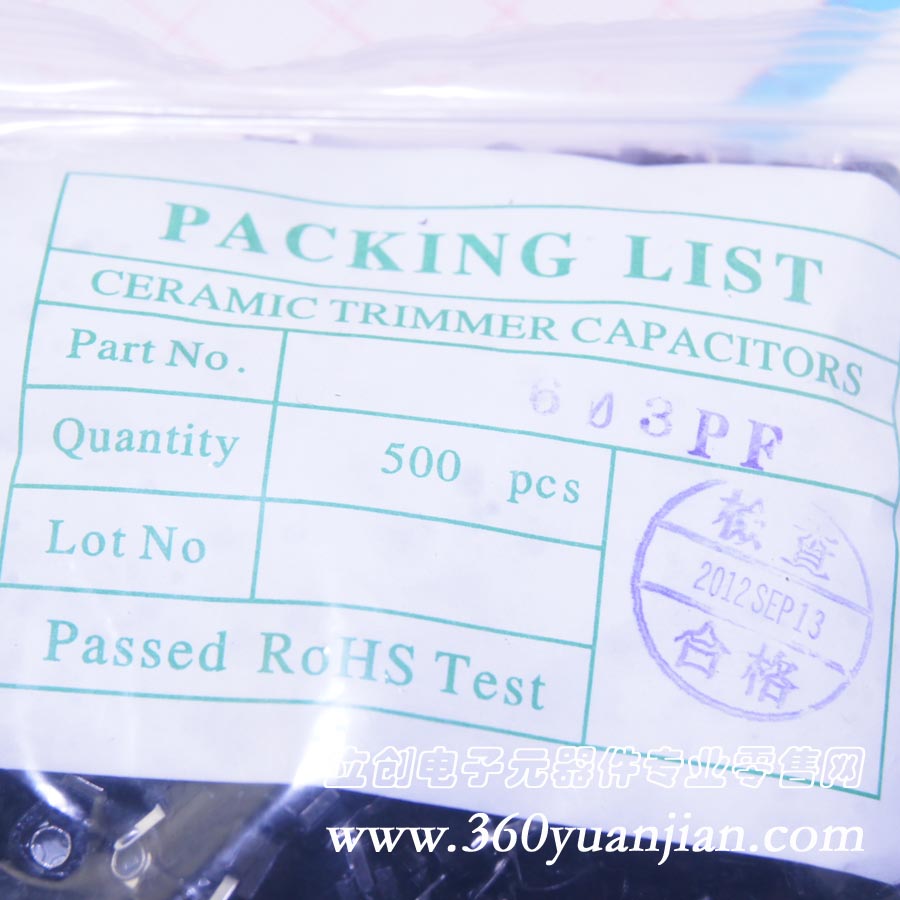 PACKING LIST
CERAMIC TRIMMER CAPACITORS
Part No.
603PF
Quantity
500 pcs
Lot No
Passed RoHS Test
检查
2012 SEP 13
合格
立创电子元器件专业零售网
www.360yuanjian.com